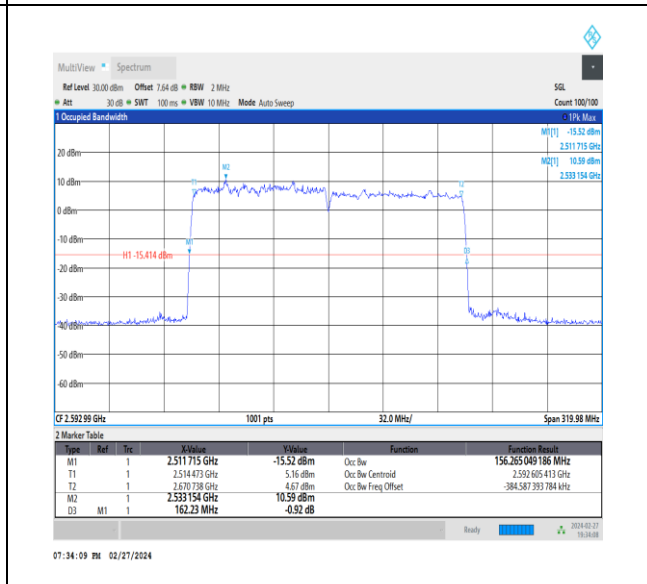 MultiView Spectrum
Ref Level 30.00 dBm Offset 7.64 dB RBW 2 MHz SGL
Att 30 dB SWT 100 ms VBW 10 MHz Mode Auto Sweep Count 100/100
1 Occupied Bandwidth 1Pk Max
M1[1] -15.52 dBm
2.511 715 GHz
M2[1] 10.59 dBm
2.533 154 GHz
20 dBm
M2
T1
T2
10 dBm
0 dBm
-10 dBm
M1
D3
H1 -15.414 dBm
-20 dBm
-30 dBm
-40 dBm
-50 dBm
-60 dBm
CF 2.592 99 GHz 1001 pts 32.0 MHz/ Span 319.98 MHz
2 Marker Table
Type Ref Trc X-Value Y-Value Function Function Result
M1 1 2.511 715 GHz -15.52 dBm Occ Bw 156.265 049 186 MHz
T1 1 2.514 473 GHz 5.16 dBm Occ Bw Centroid 2.592 605 413 GHz
T2 1 2.670 738 GHz 4.67 dBm Occ Bw Freq Offset -384.587 393 784 kHz
M2 1 2.533 154 GHz 10.59 dBm
D3 M1 1 162.23 MHz -0.92 dB
Ready 2024-02-27
19:34:08
07:34:09 PM 02/27/2024